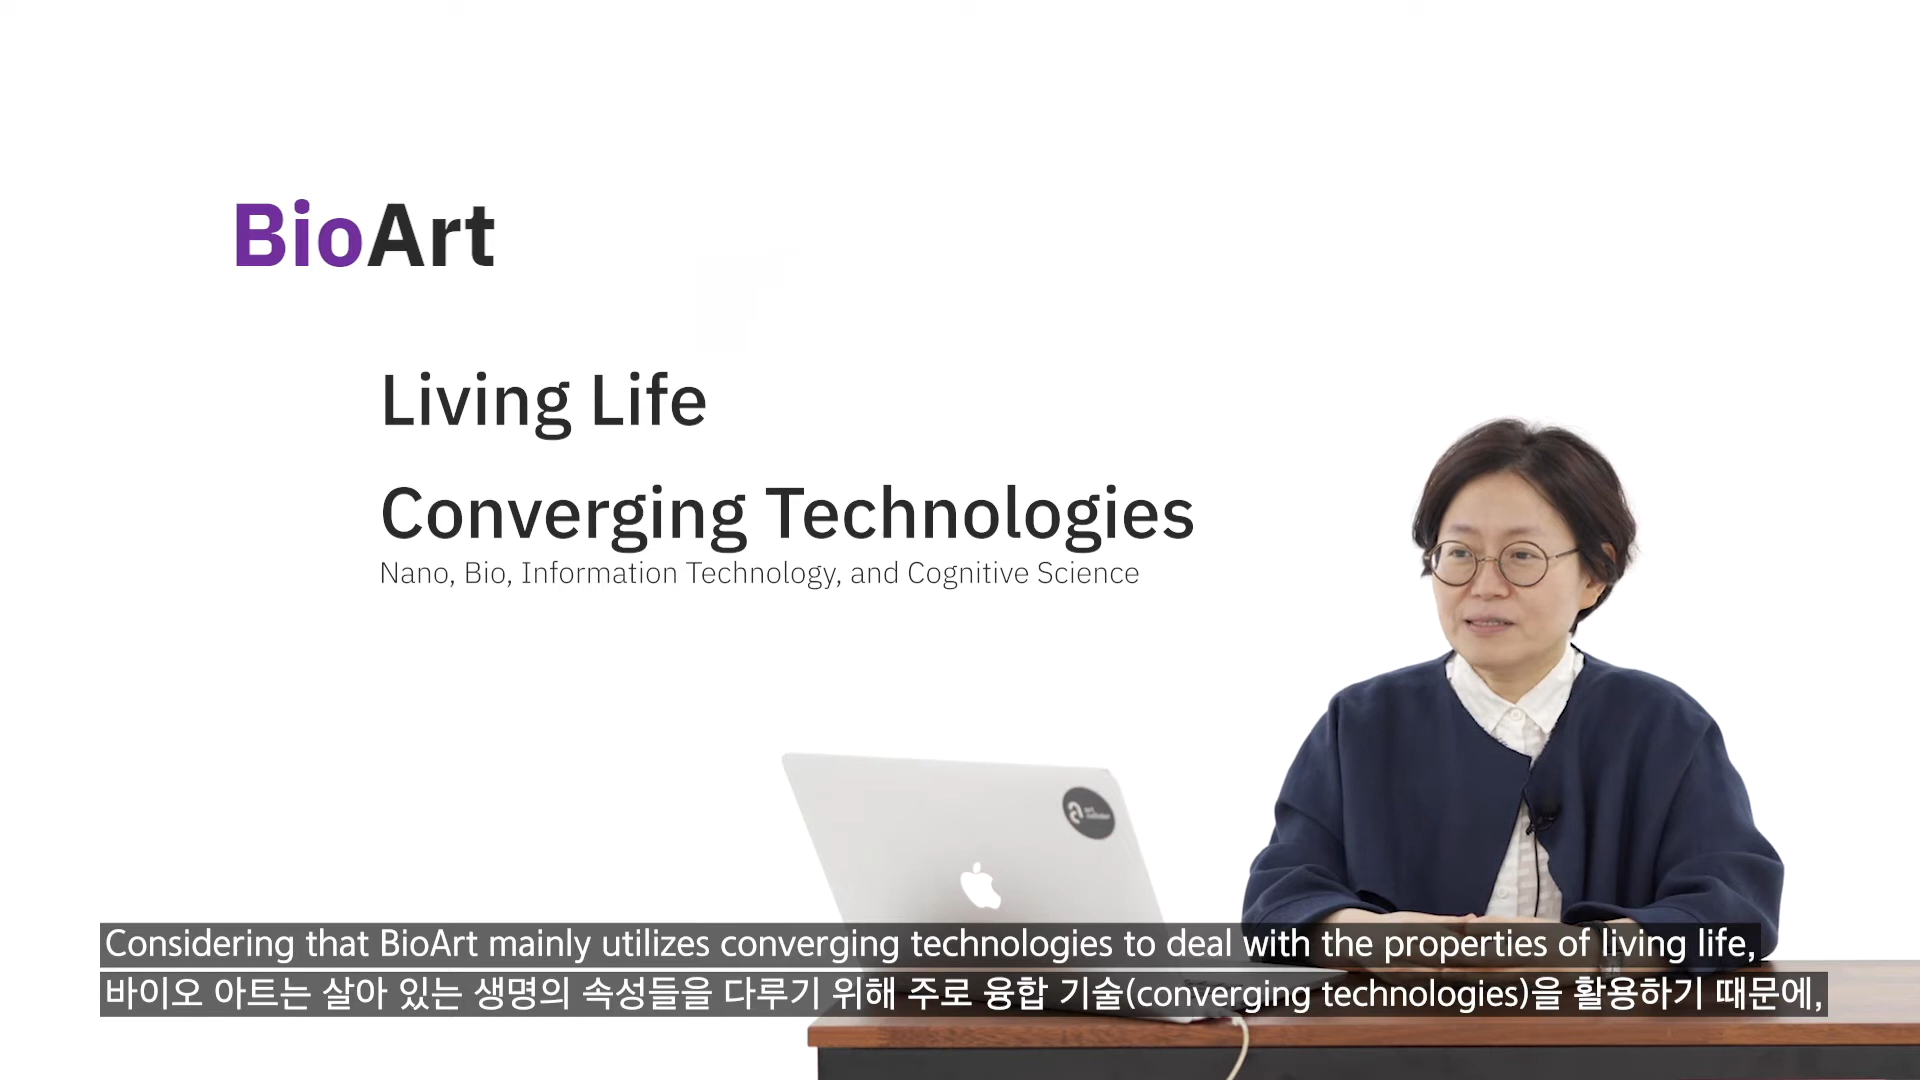 BioArt
Living Life
Converging Technologies
Nano, Bio, Information Technology, and Cognitive Science
art
Considering that BioArt mainly utilizes converging technologies to deal with the properties of living life,
바이오 아트는 살아 있는 생명의 속성들을 다루기 위해 주로 융합 기술(converging technologies)을 활용하기 때문에,